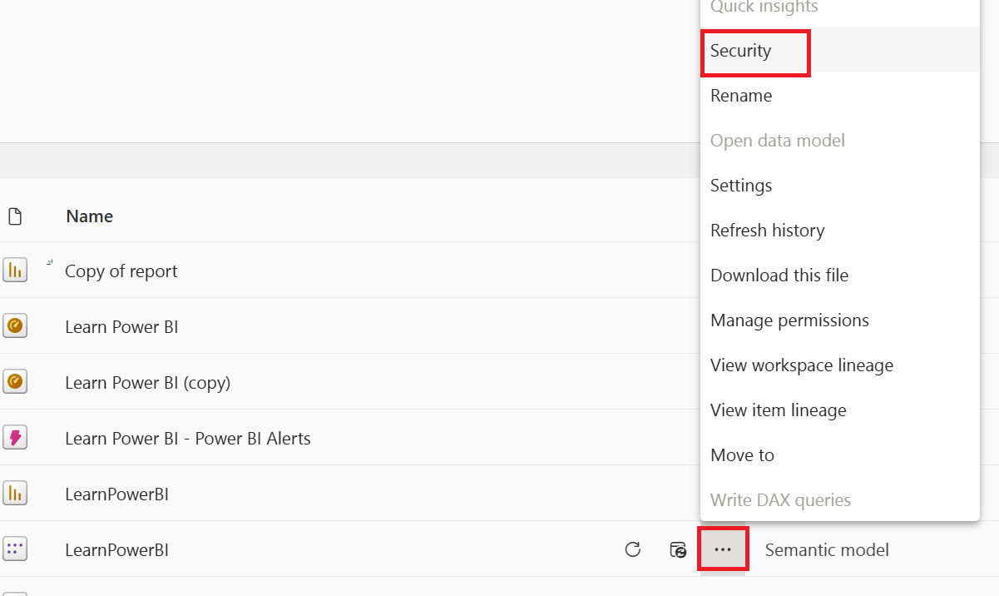 Quick insights
Security
Rename
Open data model
Settings
Refresh history
Download this file
Manage permissions
View workspace lineage
View item lineage
Move to
Write DAX queries
Name
Copy of report
Learn Power BI
Learn Power BI (copy)
Learn Power BI - Power BI Alerts
LearnPowerBI
LearnPowerBI
Semantic model